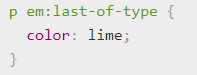 p em:last-of-type {
  color: lime;
}